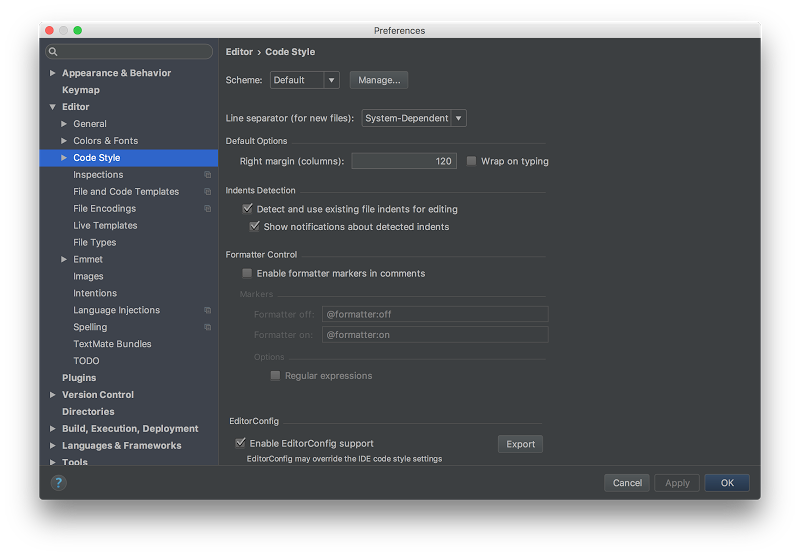 Preferences
Appearance & Behavior
Keymap
Editor
General
Colors & Fonts
Code Style
Inspections
File and Code Templates
File Encodings
Live Templates
File Types
Emmet
Images
Intentions
Language Injections
Spelling
TextMate Bundles
TODO
Plugins
Version Control
Directories
Build, Execution, Deployment
Languages & Frameworks
Tools
Editor › Code Style
Scheme: Default Manage...
Line separator (for new files): System-Dependent
Default Options
Right margin (columns): 120 Wrap on typing
Indents Detection
Detect and use existing file indents for editing
Show notifications about detected indents
Formatter Control
Enable formatter markers in comments
Markers
Formatter off: @formatter:off
Formatter on: @formatter:on
Options
Regular expressions
EditorConfig
Enable EditorConfig support Export
EditorConfig may override the IDE code style settings
? Cancel Apply OK